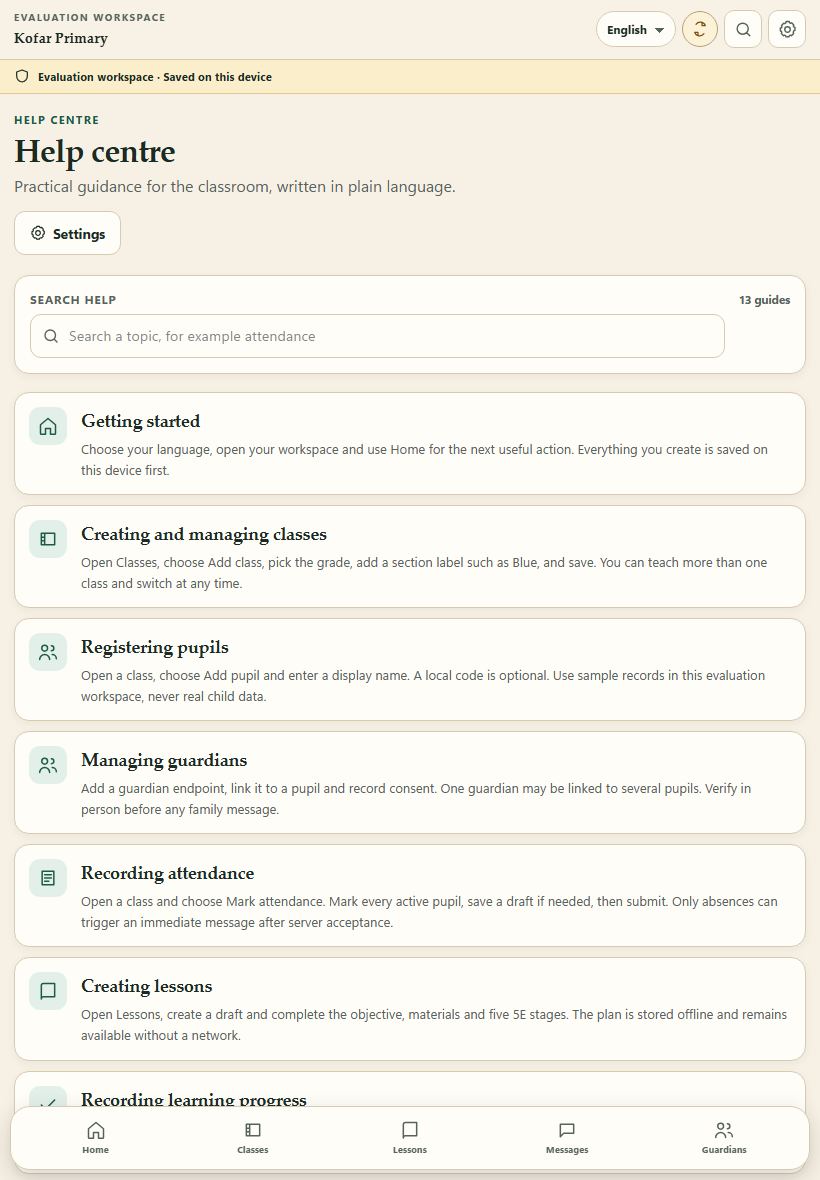 EVALUATION WORKSPACE
Kofar Primary
English
Evaluation workspace · Saved on this device
HELP CENTRE
Help centre
Practical guidance for the classroom, written in plain language.
Settings
SEARCH HELP
13 guides
Search a topic, for example attendance
Getting started
Choose your language, open your workspace and use Home for the next useful action. Everything you create is saved on
this device first.
Creating and managing classes
Open Classes, choose Add class, pick the grade, add a section label such as Blue, and save. You can teach more than one
class and switch at any time.
Registering pupils
Open a class, choose Add pupil and enter a display name. A local code is optional. Use sample records in this evaluation
workspace, never real child data.
Managing guardians
Add a guardian endpoint, link it to a pupil and record consent. One guardian may be linked to several pupils. Verify in
person before any family message.
Recording attendance
Open a class and choose Mark attendance. Mark every active pupil, save a draft if needed, then submit. Only absences can
trigger an immediate message after server acceptance.
Creating lessons
Open Lessons, create a draft and complete the objective, materials and five 5E stages. The plan is stored offline and remains
available without a network.
Recording learning progress
Home
Classes
Lessons
Messages
Guardians